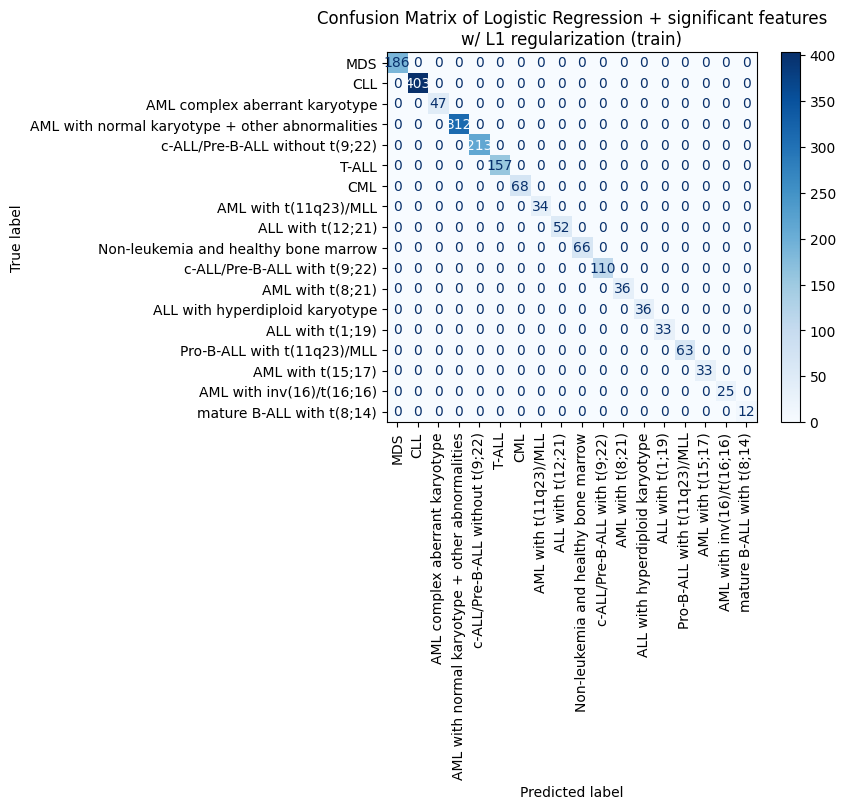 Confusion Matrix of Logistic Regression + significant features
w/ L1 regularization (train)
True label
MDS 186 0 0 0 0 0 0 0 0 0 0 0 0 0 0 0 0 0
CLL 0 403 0 0 0 0 0 0 0 0 0 0 0 0 0 0 0 0
AML complex aberrant karyotype 0 0 47 0 0 0 0 0 0 0 0 0 0 0 0 0 0 0
AML with normal karyotype + other abnormalities 0 0 0 312 0 0 0 0 0 0 0 0 0 0 0 0 0 0
c-ALL/Pre-B-ALL without t(9;22) 0 0 0 0 213 0 0 0 0 0 0 0 0 0 0 0 0 0
T-ALL 0 0 0 0 0 157 0 0 0 0 0 0 0 0 0 0 0 0
CML 0 0 0 0 0 0 68 0 0 0 0 0 0 0 0 0 0 0
AML with t(11q23)/MLL 0 0 0 0 0 0 0 34 0 0 0 0 0 0 0 0 0 0
ALL with t(12;21) 0 0 0 0 0 0 0 0 52 0 0 0 0 0 0 0 0 0
Non-leukemia and healthy bone marrow 0 0 0 0 0 0 0 0 0 66 0 0 0 0 0 0 0 0
c-ALL/Pre-B-ALL with t(9;22) 0 0 0 0 0 0 0 0 0 0 110 0 0 0 0 0 0 0
AML with t(8;21) 0 0 0 0 0 0 0 0 0 0 0 36 0 0 0 0 0 0
ALL with hyperdiploid karyotype 0 0 0 0 0 0 0 0 0 0 0 0 36 0 0 0 0 0
ALL with t(1;19) 0 0 0 0 0 0 0 0 0 0 0 0 0 33 0 0 0 0
Pro-B-ALL with t(11q23)/MLL 0 0 0 0 0 0 0 0 0 0 0 0 0 0 63 0 0 0
AML with t(15;17) 0 0 0 0 0 0 0 0 0 0 0 0 0 0 0 33 0 0
AML with inv(16)/t(16;16) 0 0 0 0 0 0 0 0 0 0 0 0 0 0 0 0 25 0
mature B-ALL with t(8;14) 0 0 0 0 0 0 0 0 0 0 0 0 0 0 0 0 0 12
MDS
CLL
AML complex aberrant karyotype
AML with normal karyotype + other abnormalities
c-ALL/Pre-B-ALL without t(9;22)
T-ALL
CML
AML with t(11q23)/MLL
ALL with t(12;21)
Non-leukemia and healthy bone marrow
c-ALL/Pre-B-ALL with t(9;22)
AML with t(8;21)
ALL with hyperdiploid karyotype
ALL with t(1;19)
Pro-B-ALL with t(11q23)/MLL
AML with t(15;17)
AML with inv(16)/t(16;16)
mature B-ALL with t(8;14)
Predicted label
400
350
300
250
200
150
100
50
0